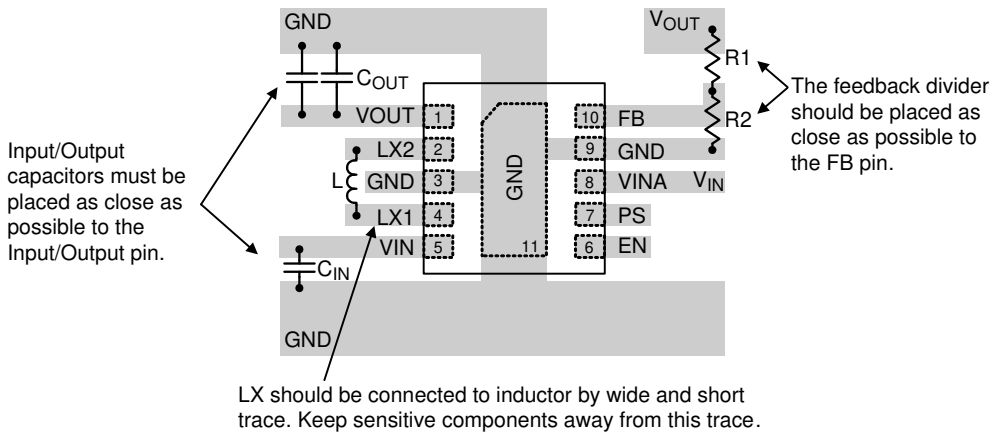 GND
VOUT
R1
COUT
The feedback divider
should be placed as
close as possible to
the FB pin.
VOUT 1
10 FB
R2
Input/Output
capacitors must be
placed as close as
possible to the
Input/Output pin.
LX2 2
9 GND
L GND 3
GND
8 VINA VIN
LX1 4
7 PS
VIN 5
11
6 EN
CIN
GND
LX should be connected to inductor by wide and short
trace. Keep sensitive components away from this trace.